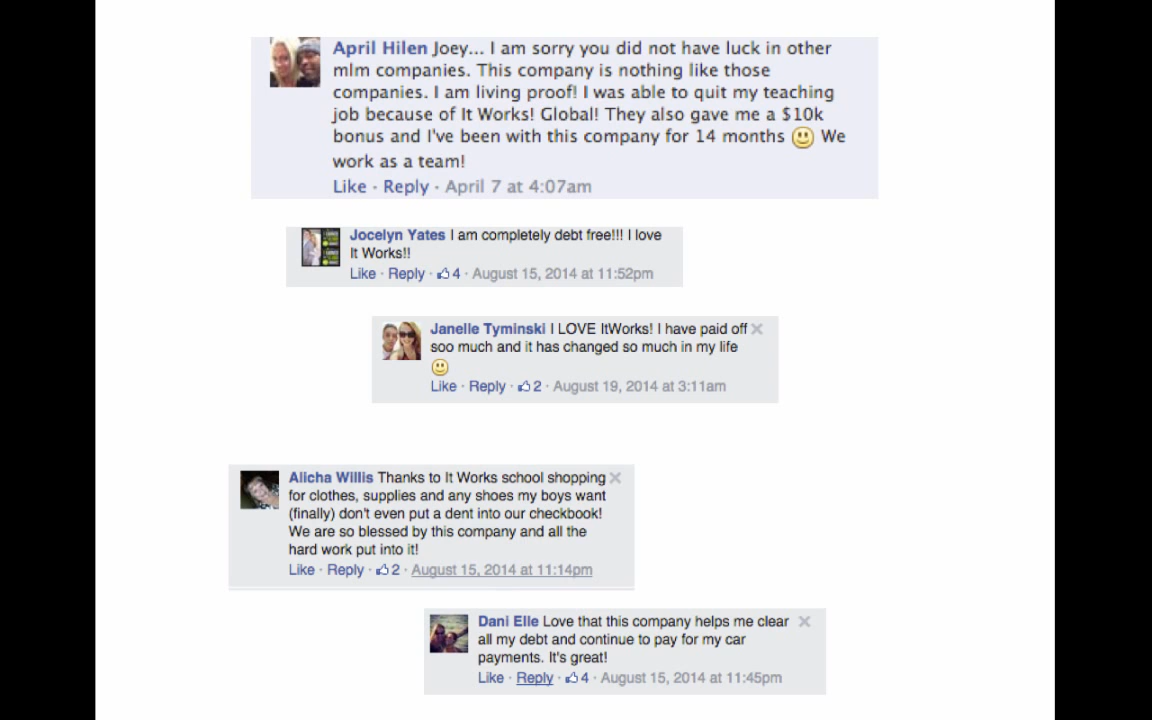 April Hilen Joey... I am sorry you did not have luck in other
mlm companies. This company is nothing like those
companies. I am living proof! I was able to quit my teaching
job because of It Works! Global! They also gave me a $10k
bonus and I've been with this company for 14 months 🙂 We
work as a team!
Like · Reply · April 7 at 4:07am
Jocelyn Yates I am completely debt free!!! I love
It Works!!
Like · Reply · 4 · August 15, 2014 at 11:52pm
Janelle Tyminski I LOVE ItWorks! I have paid off
soo much and it has changed so much in my life
🙂
Like · Reply · 2 · August 19, 2014 at 3:11am
Alicha Willis Thanks to It Works school shopping
for clothes, supplies and any shoes my boys want
(finally) don't even put a dent into our checkbook!
We are so blessed by this company and all the
hard work put into it!
Like · Reply · 2 · August 15, 2014 at 11:14pm
Dani Elle Love that this company helps me clear
all my debt and continue to pay for my car
payments. It's great!
Like · Reply · 4 · August 15, 2014 at 11:45pm